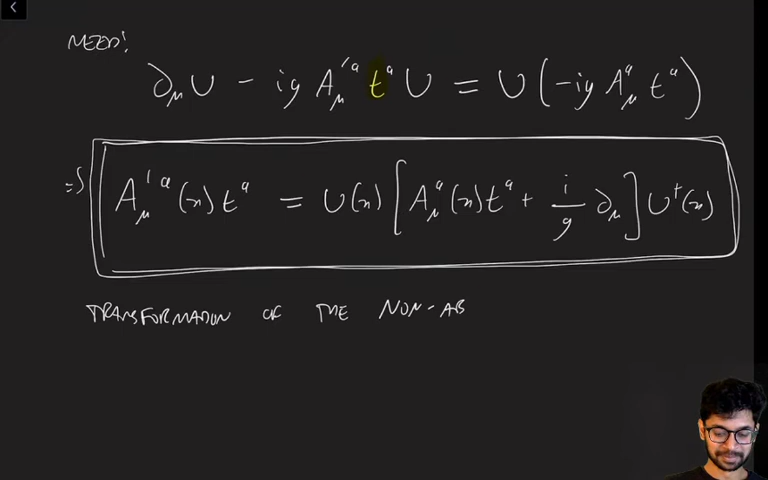 NEED!
∂_μ U - ig A'^a_μ t^a U = U (-ig A^a_μ t^a)
⇒ A'^a_μ (x) t^a = U(x) [ A^a_μ (x) t^a + i/g ∂_μ ] U†(x)
TRANSFORMATION OF THE NON-AB